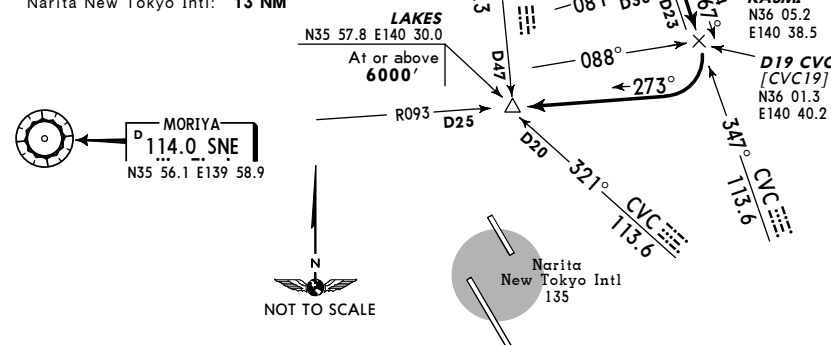 Narita New Tokyo Intl: 13 NM
LAKES
N35 57.8 E140 30.0
At or above
6000'
D47
081°
D23
67°
N36 05.2
E140 38.5
088°
273°
D19 CVC
[CVC19]
N36 01.3
E140 40.2
MORIYA
D 114.0 SNE
N35 56.1 E139 58.9
R093
D25
D20
321°
CVC
113.6
347°
CVC
113.6
N
NOT TO SCALE
Narita
New Tokyo Intl
135